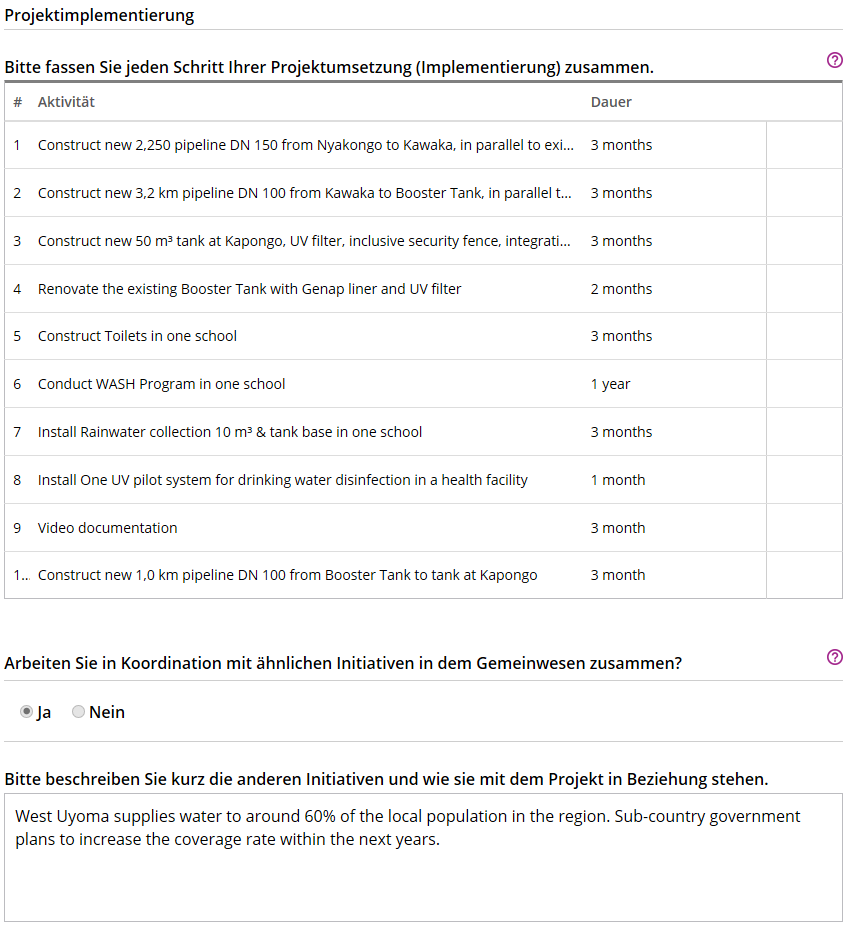 Projektimplementierung
Bitte fassen Sie jeden Schritt Ihrer Projektumsetzung (Implementierung) zusammen.
# Aktivität Dauer
1 Construct new 2,250 pipeline DN 150 from Nyakongo to Kawaka, in parallel to exi... 3 months
2 Construct new 3,2 km pipeline DN 100 from Kawaka to Booster Tank, in parallel t... 3 months
3 Construct new 50 m³ tank at Kapongo, UV filter, inclusive security fence, integrati... 3 months
4 Renovate the existing Booster Tank with Genap liner and UV filter 2 months
5 Construct Toilets in one school 3 months
6 Conduct WASH Program in one school 1 year
7 Install Rainwater collection 10 m³ & tank base in one school 3 months
8 Install One UV pilot system for drinking water disinfection in a health facility 1 month
9 Video documentation 3 month
1... Construct new 1,0 km pipeline DN 100 from Booster Tank to tank at Kapongo 3 month
Arbeiten Sie in Koordination mit ähnlichen Initiativen in dem Gemeinwesen zusammen?
Ja Nein
Bitte beschreiben Sie kurz die anderen Initiativen und wie sie mit dem Projekt in Beziehung stehen.
West Uyoma supplies water to around 60% of the local population in the region. Sub-country government
plans to increase the coverage rate within the next years.